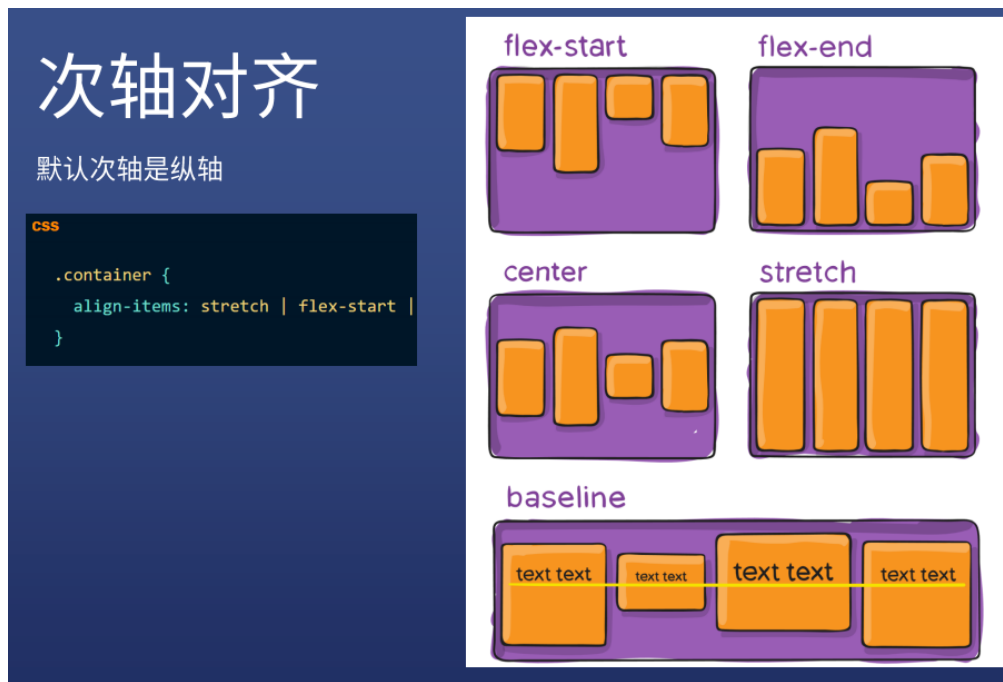 次轴对齐
默认次轴是纵轴
css
.container {
align-items: stretch | flex-start |
}
flex-start
flex-end
center
stretch
baseline
text text
text text
text text
text text